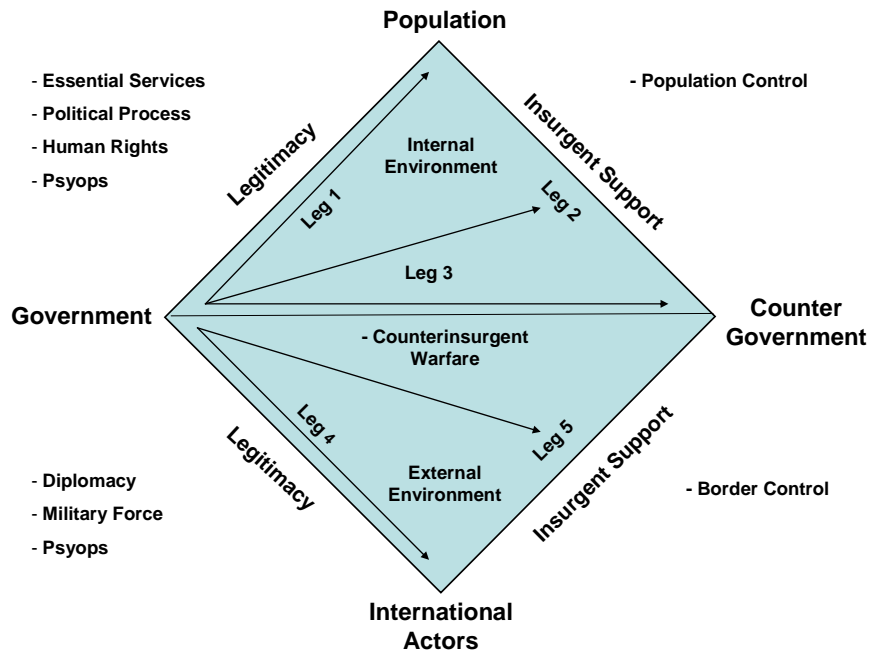 Population
- Essential Services
- Political Process
- Human Rights
- Psyops
- Population Control
Legitimacy
Internal
Environment
Insurgent Support
Leg 1
Leg 2
Leg 3
Government
Counter
Government
- Counterinsurgent
Warfare
Leg 4
Leg 5
Legitimacy
External
Environment
Insurgent Support
- Diplomacy
- Military Force
- Psyops
- Border Control
International
Actors